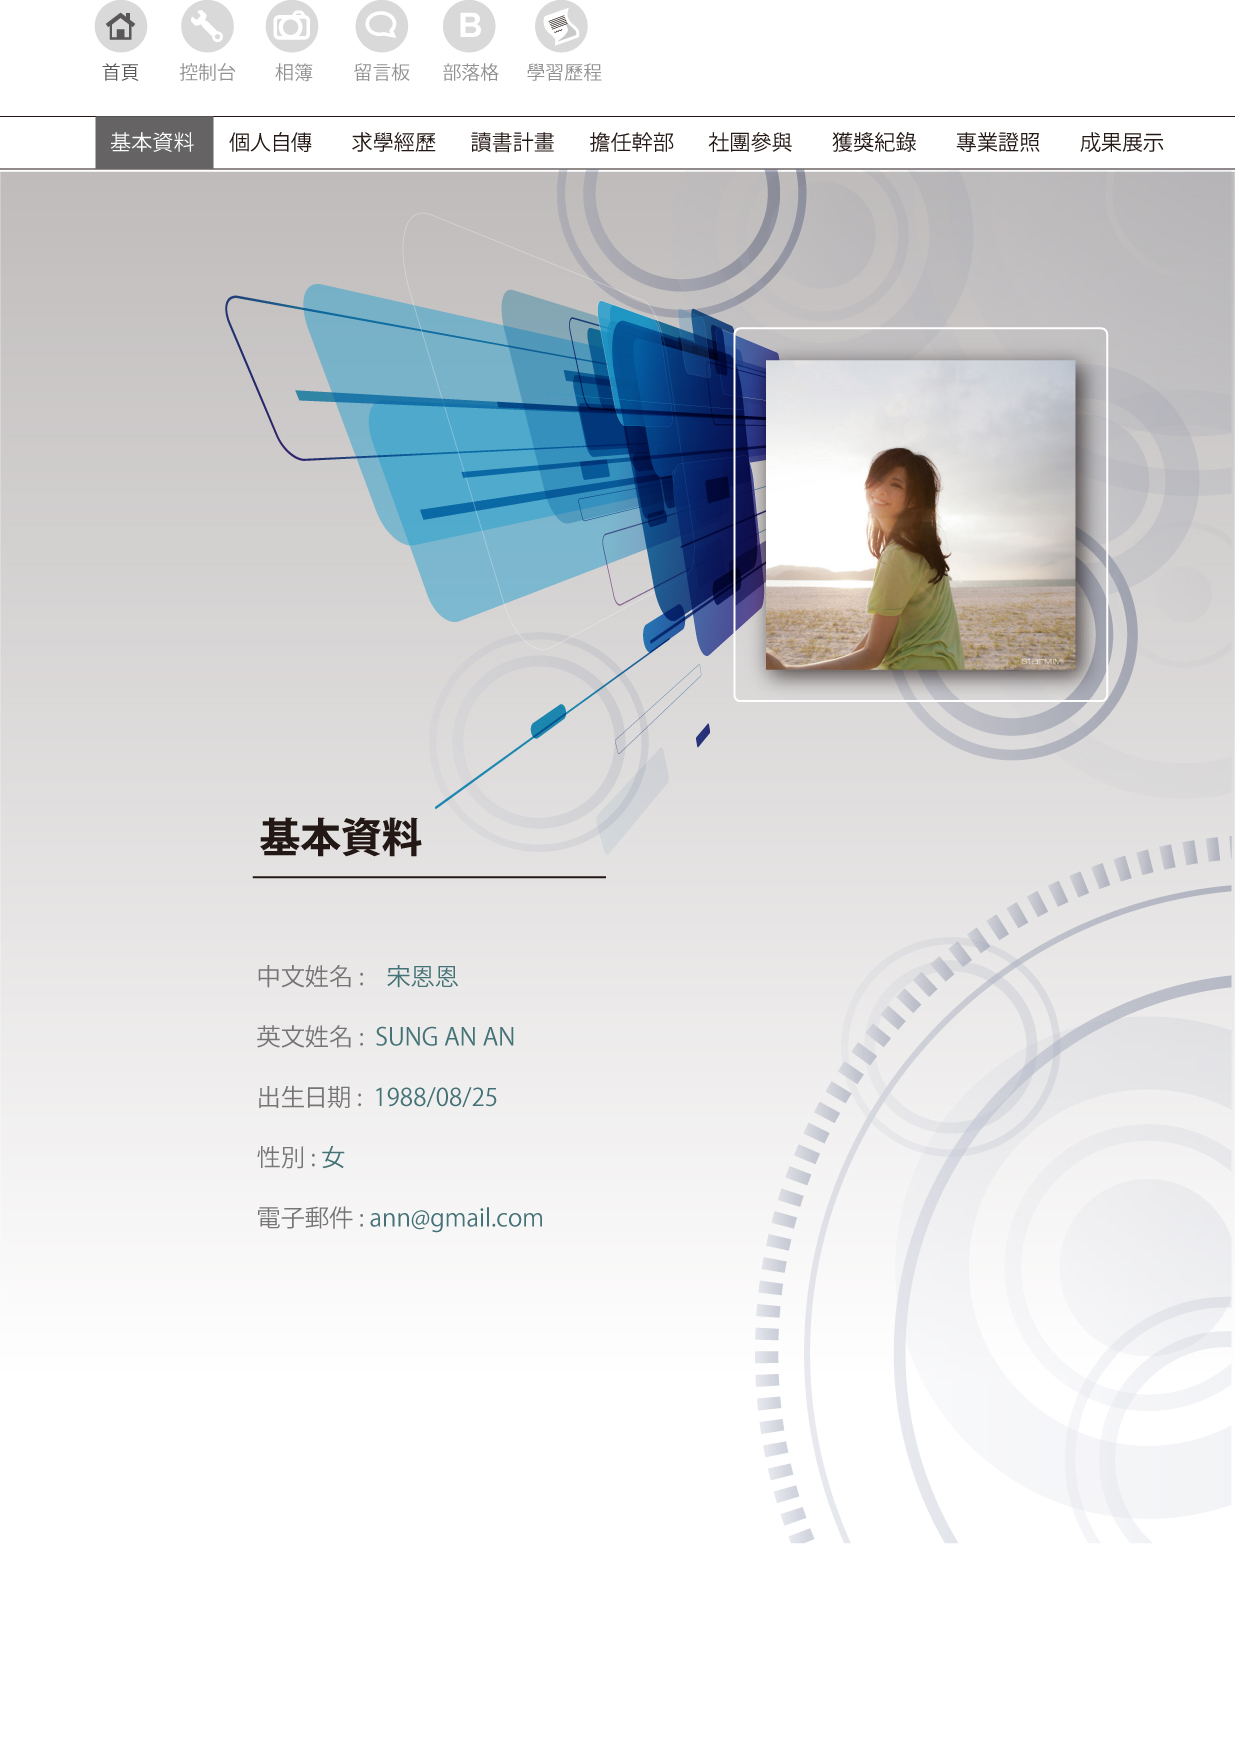 B
首頁 控制台 相簿 留言板 部落格 學習歷程
基本資料 個人自傳 求學經歷 讀書計畫 擔任幹部 社團參與 獲獎紀錄 專業證照 成果展示
starMIMI
基本資料
中文姓名 : 宋恩恩
英文姓名 : SUNG AN AN
出生日期 : 1988/08/25
性別 : 女
電子郵件 : ann@gmail.com